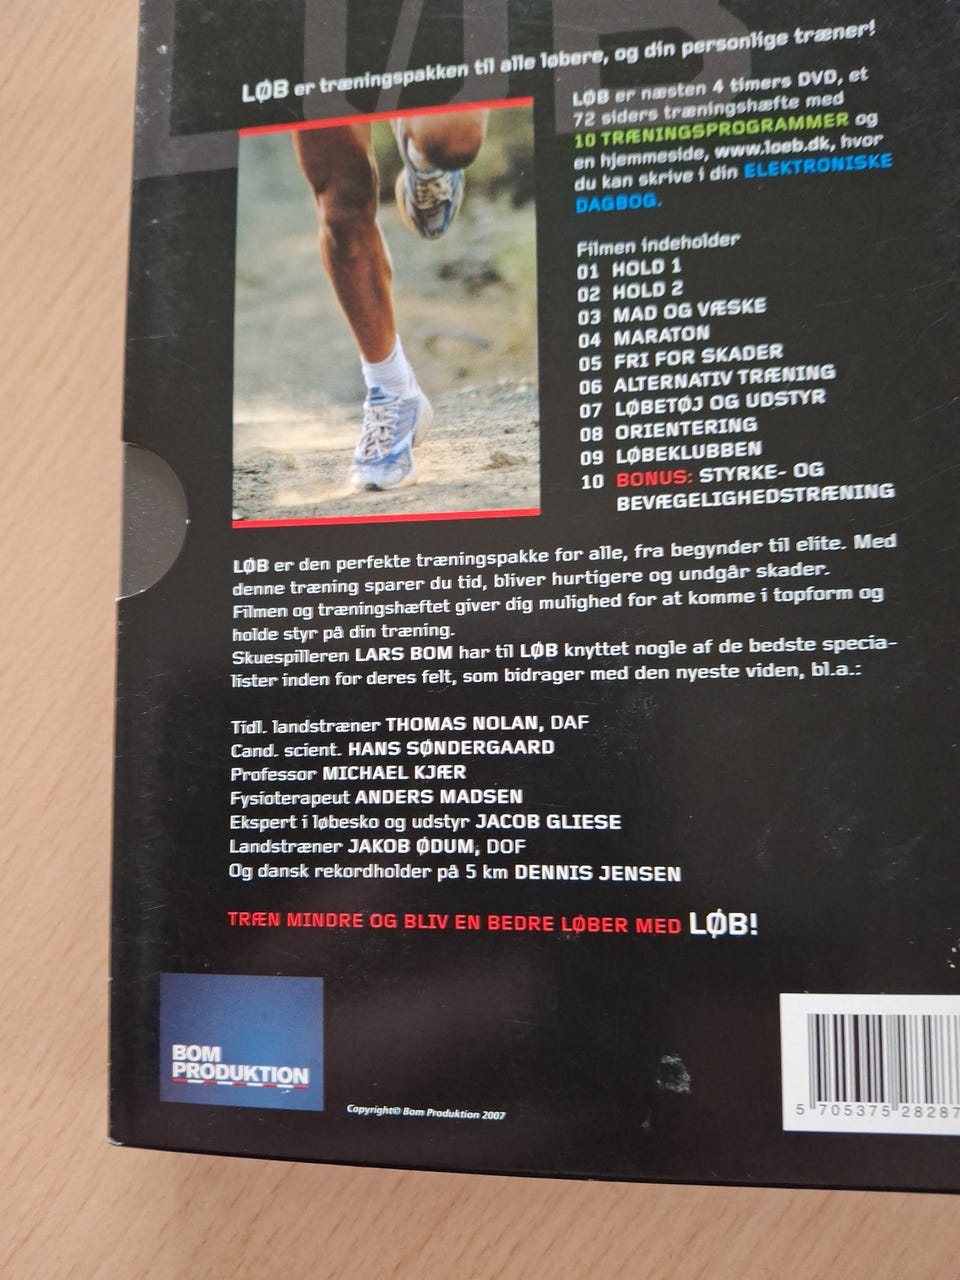 LØB er træningspakken til alle løbere, og din personlige træner!
LØB er næsten 4 timers DVD, et
72 siders træningshæfte med
10 TRÆNINGSPROGRAMMER og
en hjemmeside, www.loeb.dk, hvor
du kan skrive i din ELEKTRONISKE
DAGBOG.
Filmen indeholder
01 HOLD 1
02 HOLD 2
03 MAD OG VÆSKE
04 MARATON
05 FRI FOR SKADER
06 ALTERNATIV TRÆNING
07 LØBETØJ OG UDSTYR
08 ORIENTERING
09 LØBEKLUBBEN
10 BONUS: STYRKE- OG
BEVÆGELIGHEDSTRÆNING
LØB er den perfekte træningspakke for alle, fra begynder til elite. Med
denne træning sparer du tid, bliver hurtigere og undgår skader.
Filmen og træningshæftet giver dig mulighed for at komme i topform og
holde styr på din træning.
Skuespilleren LARS BOM har til LØB knyttet nogle af de bedste specia-
lister inden for deres felt, som bidrager med den nyeste viden, bl.a.:
Tidl. landstræner THOMAS NOLAN, DAF
Cand. scient. HANS SØNDERGAARD
Professor MICHAEL KJÆR
Fysioterapeut ANDERS MADSEN
Ekspert i løbesko og udstyr JACOB GLIESE
Landstræner JAKOB ØDUM, DOF
Og dansk rekordholder på 5 km DENNIS JENSEN
TRÆN MINDRE OG BLIV EN BEDRE LØBER MED LØB!
BOM
PRODUKTION
Copyright© Bom Produktion 2007
5 705375 28287